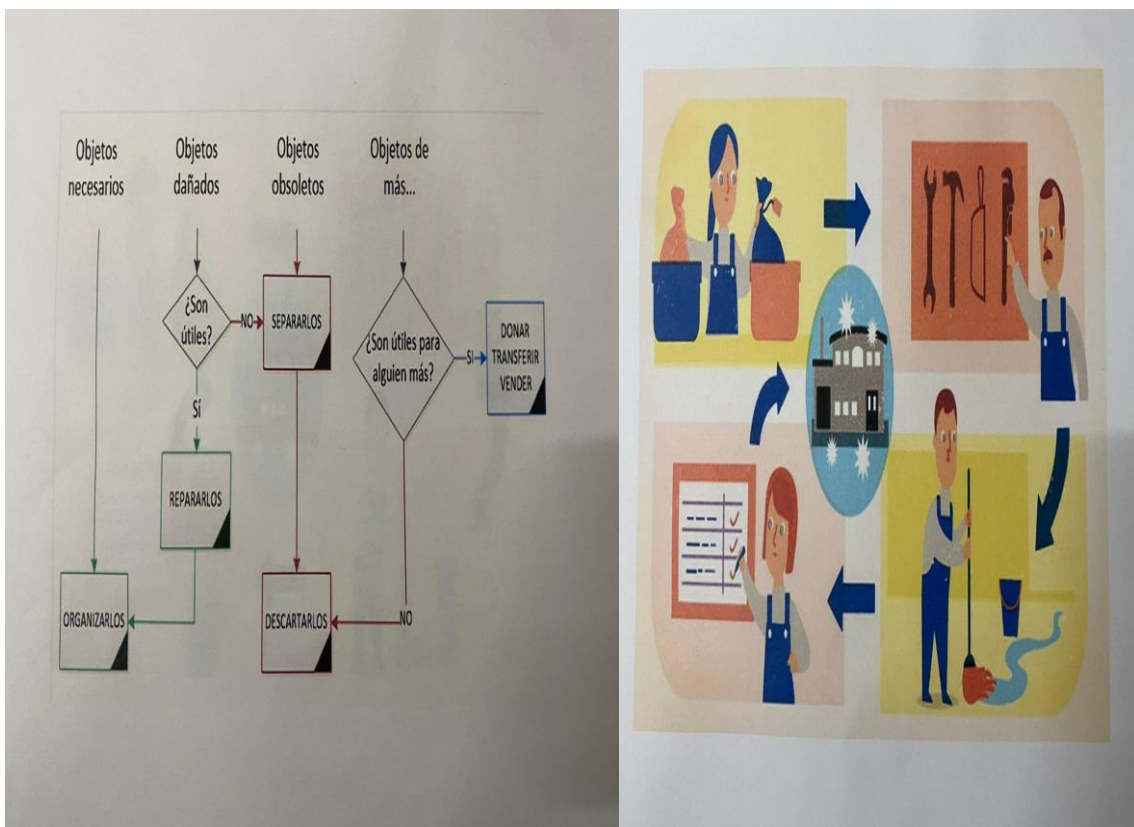 Objetos
necesarios
Objetos
dañados
Objetos
obsoletos
Objetos de
más...
¿Son
útiles?
NO
SEPARARLOS
¿Son útiles para
alguien más?
SI
DONAR
TRANSFERIR
VENDER
Sí
REPARARLOS
ORGANIZARLOS
DESCARTARLOS
NO